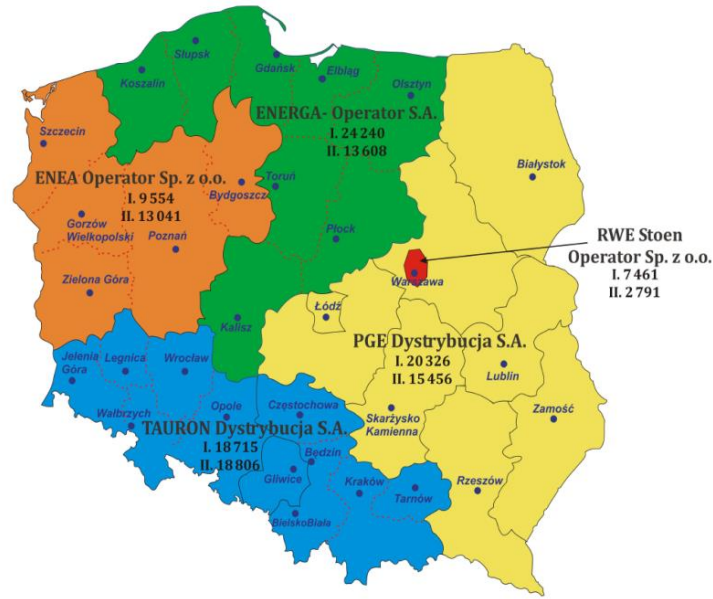 Słupsk
Koszalin
Gdańsk
Elbląg
Olsztyn
ENERGA- Operator S.A.
I. 24 240
II. 13 608
Szczecin
Białystok
ENEA Operator Sp. z o.o.
I. 9 554
II. 13 041
Bydgoszcz
Toruń
Gorzów
Wielkopolski
Poznań
Płock
RWE Stoen
Operator Sp. z o.o.
I. 7 461
II. 2 791
Warszawa
Zielona Góra
Kalisz
Łódź
PGE Dystrybucja S.A.
I. 20 326
II. 15 456
Jelenia
Góra
Legnica
Wrocław
Lublin
Wałbrzych
Opole
Częstochowa
Skarżysko
Kamienna
Zamość
TAURON Dystrybucja S.A.
I. 18 715
II. 18 806
Będzin
Gliwice
Kraków
Tarnów
Rzeszów
BielskoBiała